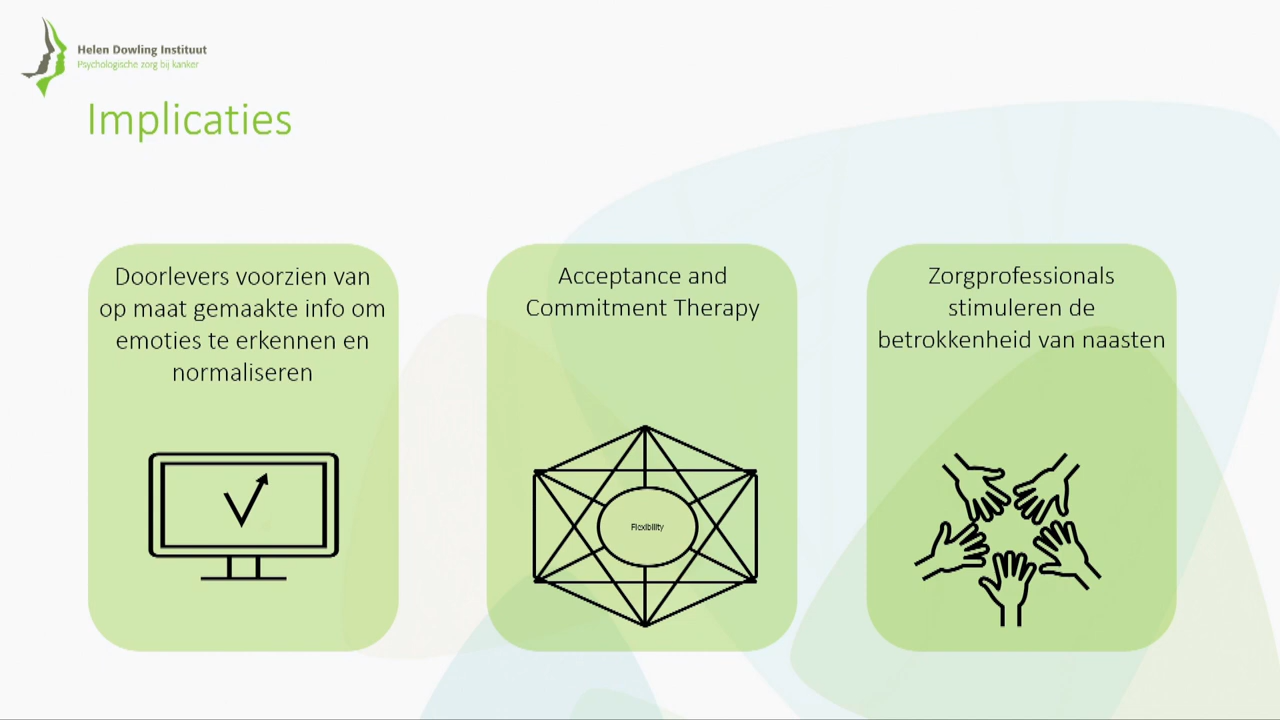 Helen Dowling Instituut
Psychologische zorg bij kanker
Implicaties
Doorlevers voorzien van
op maat gemaakte info om
emoties te erkennen en
normaliseren
Acceptance and
Commitment Therapy
Flexibility
Zorgprofessionals
stimuleren de
betrokkenheid van naasten